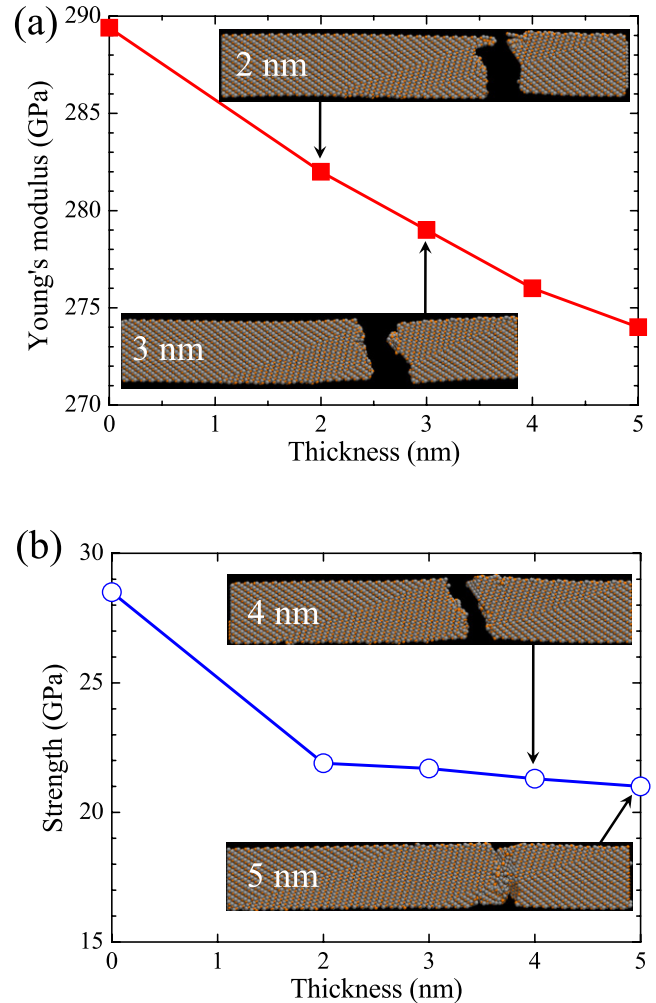 (a)
290
285
280
275
270
Young's modulus (GPa)
2 nm
3 nm
0 1 2 3 4 5
Thickness (nm)
(b)
30
25
20
15
Strength (GPa)
4 nm
5 nm
0 1 2 3 4 5
Thickness (nm)